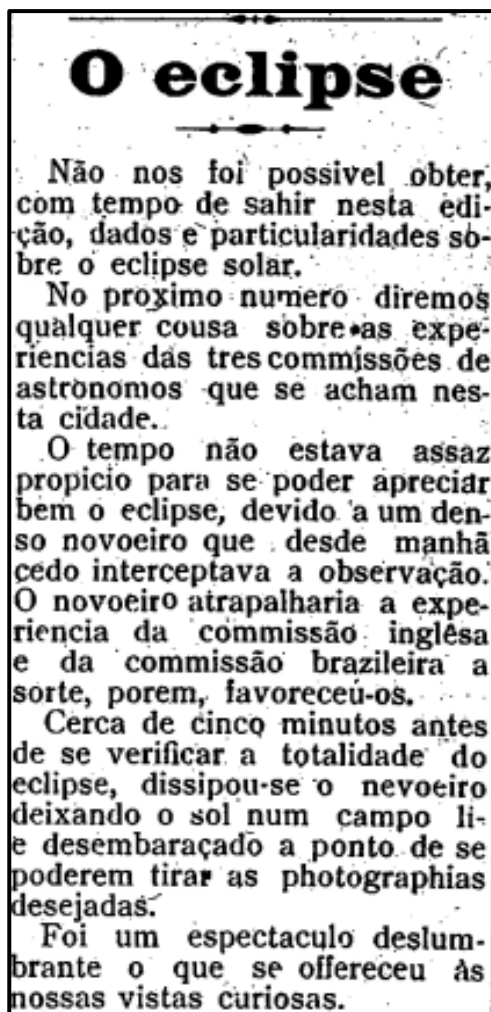 O eclipse
Não nos foi possivel obter,
com tempo de sahir nesta edi-
ção, dados e particularidades so-
bre o eclipse solar.
No proximo numero diremos
qualquer cousa sobre as expe-
riencias das tres commissões de
astronomos que se acham nes-
ta cidade.
O tempo não estava assaz
propicio para se poder apreciar
bem o eclipse, devido a um den-
so novoeiro que desde manhã
cedo interceptava a observação.
O novoeiro atrapalharia a expe-
riencia da commissão inglêsa
e da commissão brazileira a
sorte, porem, favoreceu-os.
Cerca de cinco minutos antes
de se verificar a totalidade do
eclipse, dissipou-se o nevoeiro
deixando o sol num campo li-
e desembaraçado a ponto de se
poderem tirar as photographias
desejadas.
Foi um espectaculo deslum-
brante o que se offereceu às
nossas vistas curiosas.